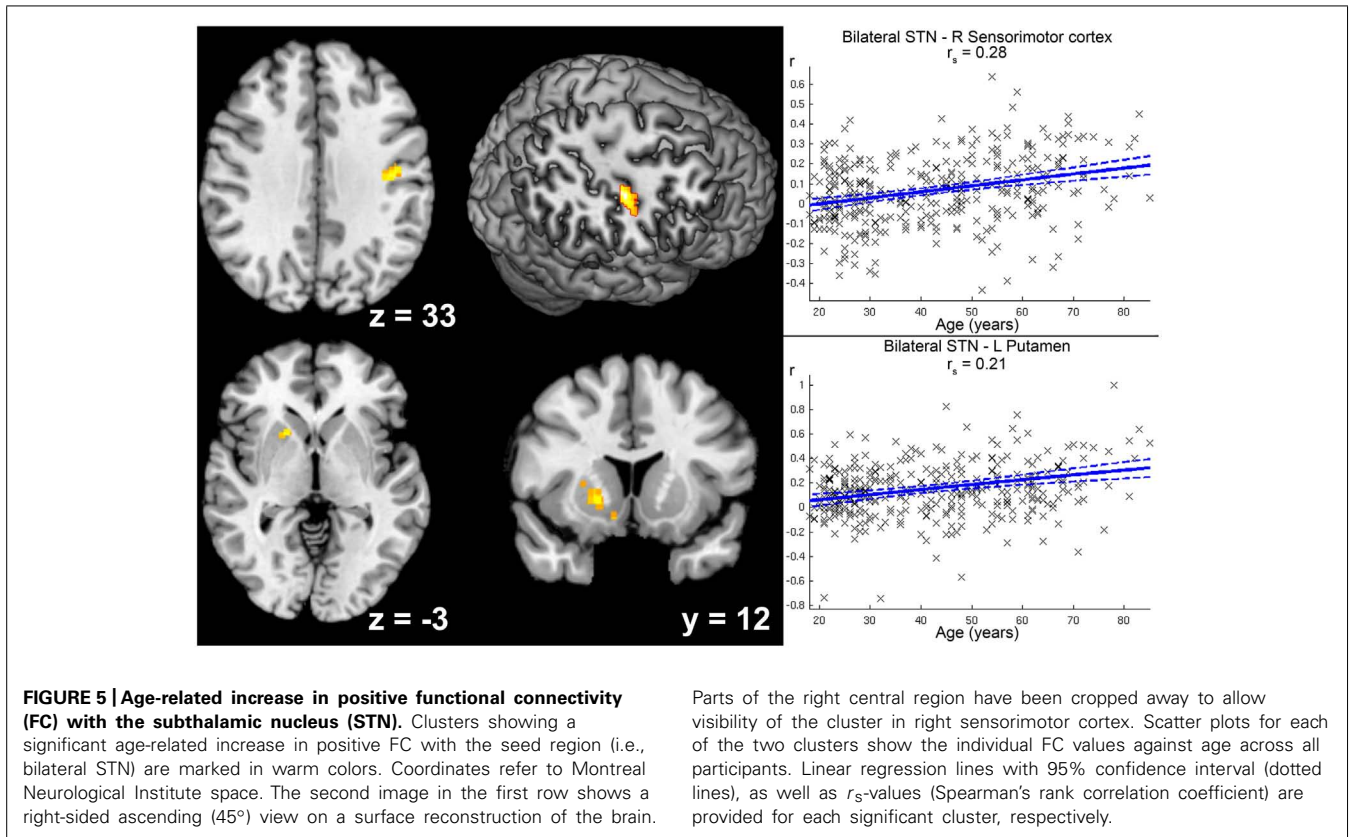 Bilateral STN - R Sensorimotor cortex
r_s = 0.28
r
0.6
0.5
0.4
0.3
0.2
0.1
0
-0.1
-0.2
-0.3
-0.4
20 30 40 50 60 70 80
Age (years)
z = 33
Bilateral STN - L Putamen
r_s = 0.21
r
1
0.8
0.6
0.4
0.2
0
-0.2
-0.4
-0.6
-0.8
20 30 40 50 60 70 80
Age (years)
z = -3
y = 12
FIGURE 5 | Age-related increase in positive functional connectivity
(FC) with the subthalamic nucleus (STN). Clusters showing a
significant age-related increase in positive FC with the seed region (i.e.,
bilateral STN) are marked in warm colors. Coordinates refer to Montreal
Neurological Institute space. The second image in the first row shows a
right-sided ascending (45°) view on a surface reconstruction of the brain.
Parts of the right central region have been cropped away to allow
visibility of the cluster in right sensorimotor cortex. Scatter plots for each
of the two clusters show the individual FC values against age across all
participants. Linear regression lines with 95% confidence interval (dotted
lines), as well as r_S-values (Spearman's rank correlation coefficient) are
provided for each significant cluster, respectively.